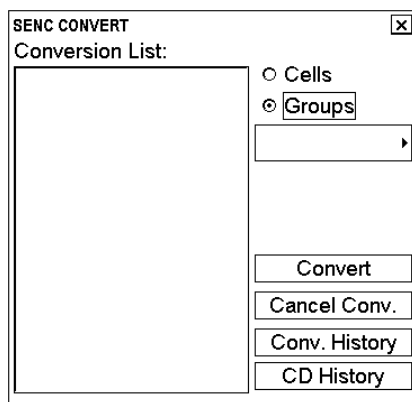 SENC CONVERT
Conversion List:
Cells
Groups
Convert
Cancel Conv.
Conv. History
CD History